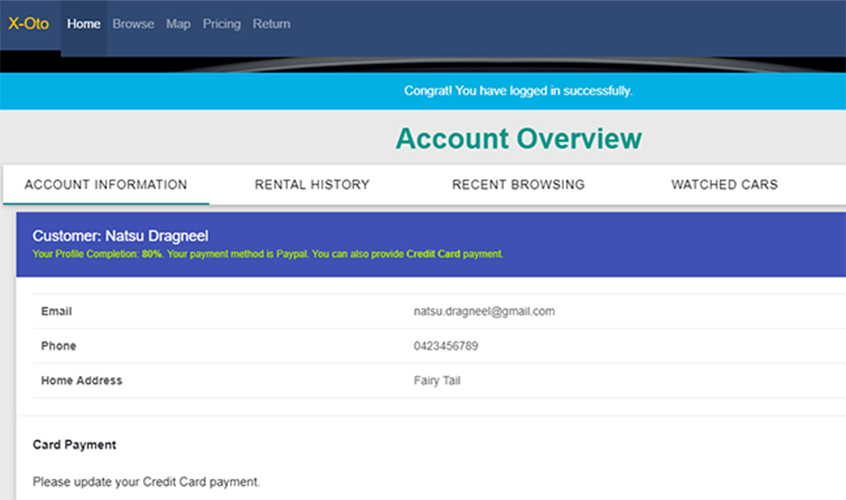 X-Oto Home Browse Map Pricing Return
Congrat! You have logged in successfully.
Account Overview
ACCOUNT INFORMATION RENTAL HISTORY RECENT BROWSING WATCHED CARS
Customer: Natsu Dragneel
Your Profile Completion: 80%. Your payment method is Paypal. You can also provide Credit Card payment.
Email natsu.dragneel@gmail.com
Phone 0423456789
Home Address Fairy Tail
Card Payment
Please update your Credit Card payment.